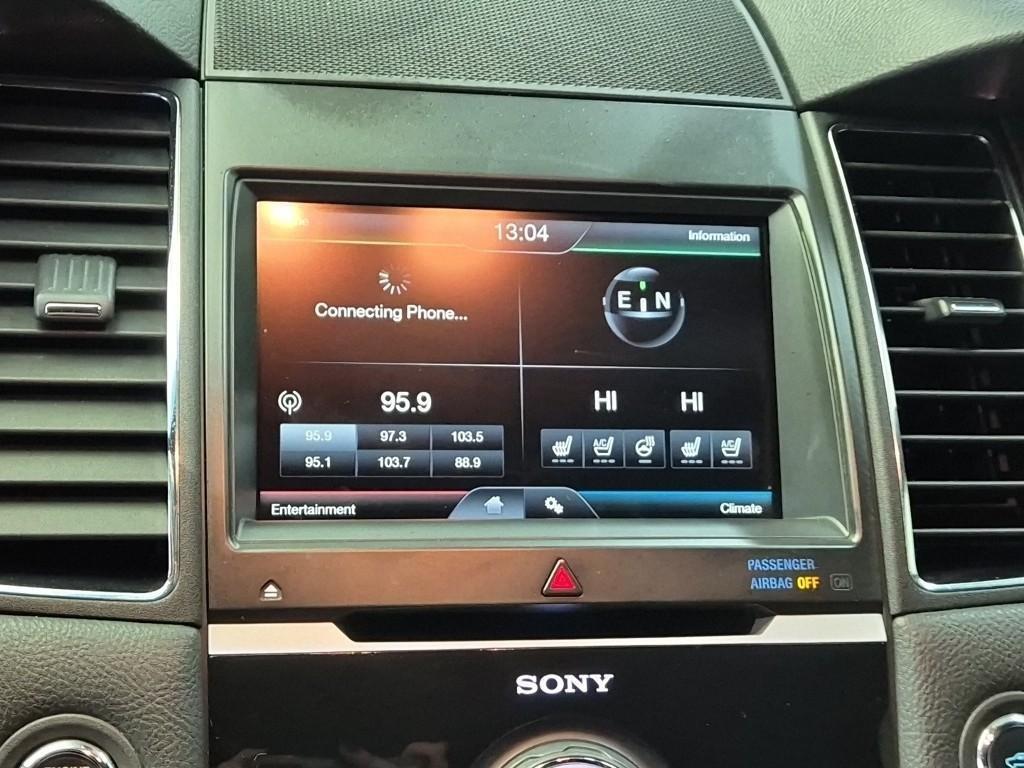 13:04
Information
Connecting Phone...
E N
95.9
HI HI
95.9 97.3 103.5
95.1 103.7 88.9
A/C A/C
Entertainment
Climate
PASSENGER
AIRBAG OFF ON
SONY